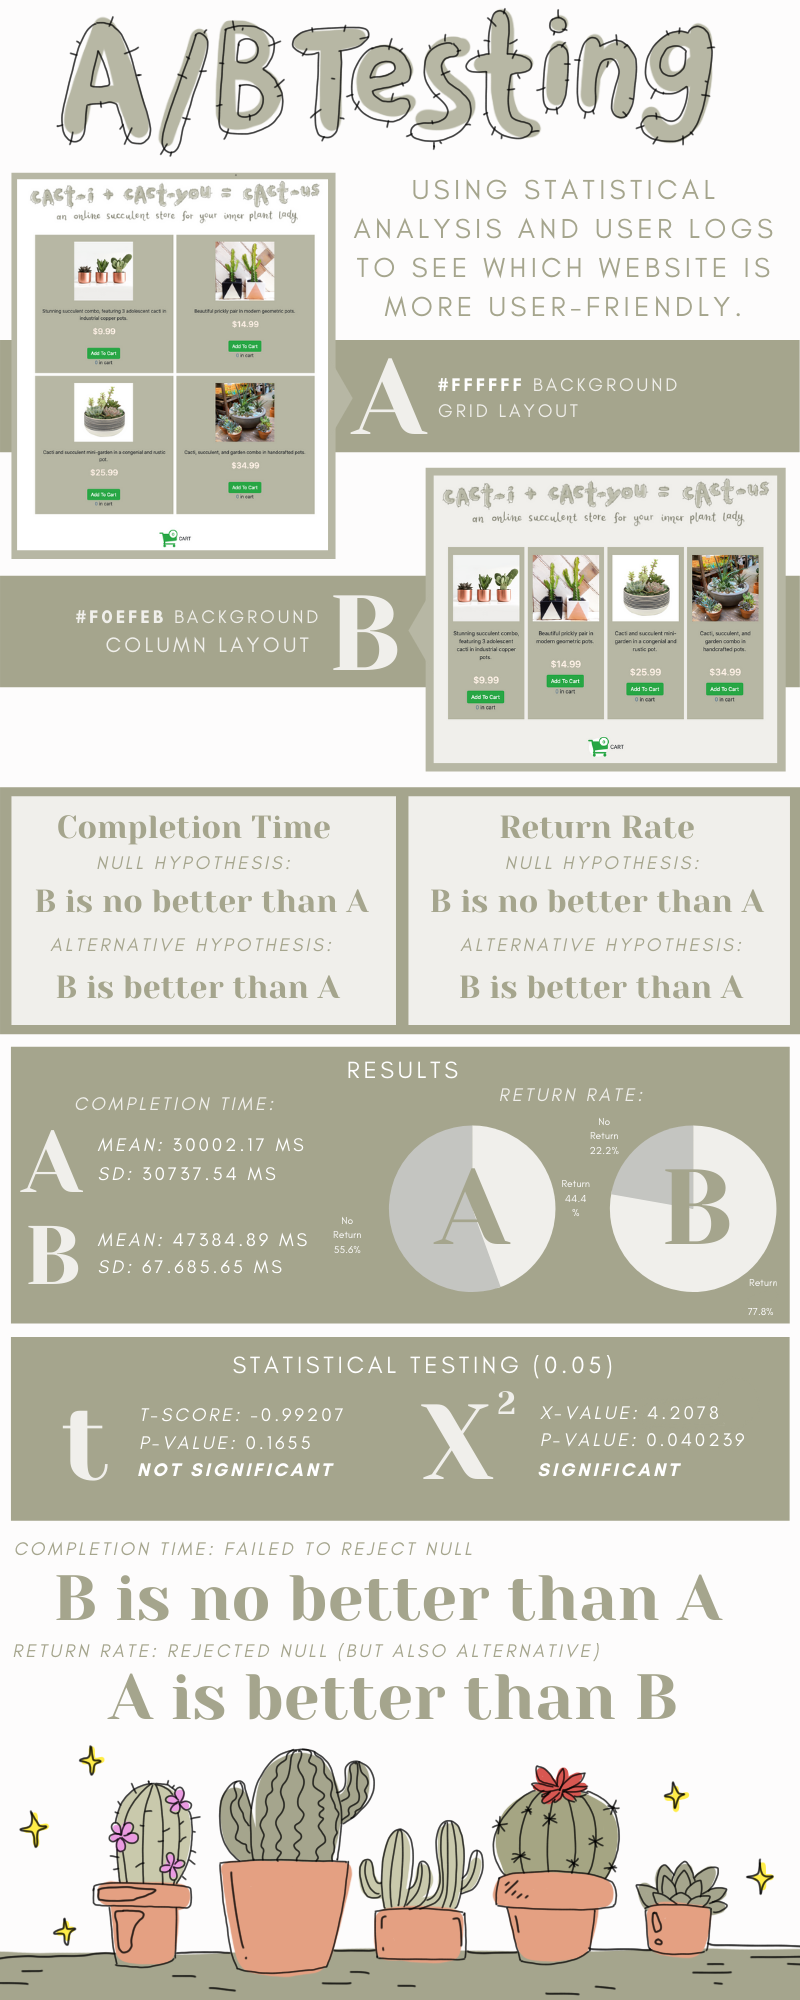 A/B Testing
cact-i + cact-you = cact-us
an online succulent store for your inner plant lady.
Stunning succulent combo, featuring 3 adolescent cacti in
industrial copper pots.
$9.99
Add To Cart
0 in cart
Beautiful prickly pair in modern geometric pots.
$14.99
Add To Cart
0 in cart
Cacti and succulent mini-garden in a congenial and rustic
pot.
$25.99
Add To Cart
0 in cart
Cacti, succulent, and garden combo in handcrafted pots.
$34.99
Add To Cart
0 in cart
0
CART
USING STATISTICAL
ANALYSIS AND USER LOGS
TO SEE WHICH WEBSITE IS
MORE USER-FRIENDLY.
A
#FFFFFF BACKGROUND
GRID LAYOUT
#F0EFEB BACKGROUND
COLUMN LAYOUT
B
cact-i + cact-you = cact-us
an online succulent store for your inner plant lady.
Stunning succulent combo,
featuring 3 adolescent
cacti in industrial copper
pots.
$9.99
Add To Cart
0 in cart
Beautiful prickly pair in
modern geometric pots.
$14.99
Add To Cart
0 in cart
Cacti and succulent mini-
garden in a congenial and
rustic pot.
$25.99
Add To Cart
0 in cart
Cacti, succulent, and
garden combo in
handcrafted pots.
$34.99
Add To Cart
0 in cart
0
CART
Completion Time
NULL HYPOTHESIS:
B is no better than A
ALTERNATIVE HYPOTHESIS:
B is better than A
Return Rate
NULL HYPOTHESIS:
B is no better than A
ALTERNATIVE HYPOTHESIS:
B is better than A
RESULTS
COMPLETION TIME:
A
MEAN: 30002.17 MS
SD: 30737.54 MS
B
MEAN: 47384.89 MS
SD: 67.685.65 MS
RETURN RATE:
No
Return
55.6%
A
Return
44.4
%
No
Return
22.2%
B
Return
77.8%
STATISTICAL TESTING (0.05)
t
T-SCORE: -0.99207
P-VALUE: 0.1655
NOT SIGNIFICANT
X2
X-VALUE: 4.2078
P-VALUE: 0.040239
SIGNIFICANT
COMPLETION TIME: FAILED TO REJECT NULL
B is no better than A
RETURN RATE: REJECTED NULL (BUT ALSO ALTERNATIVE)
A is better than B